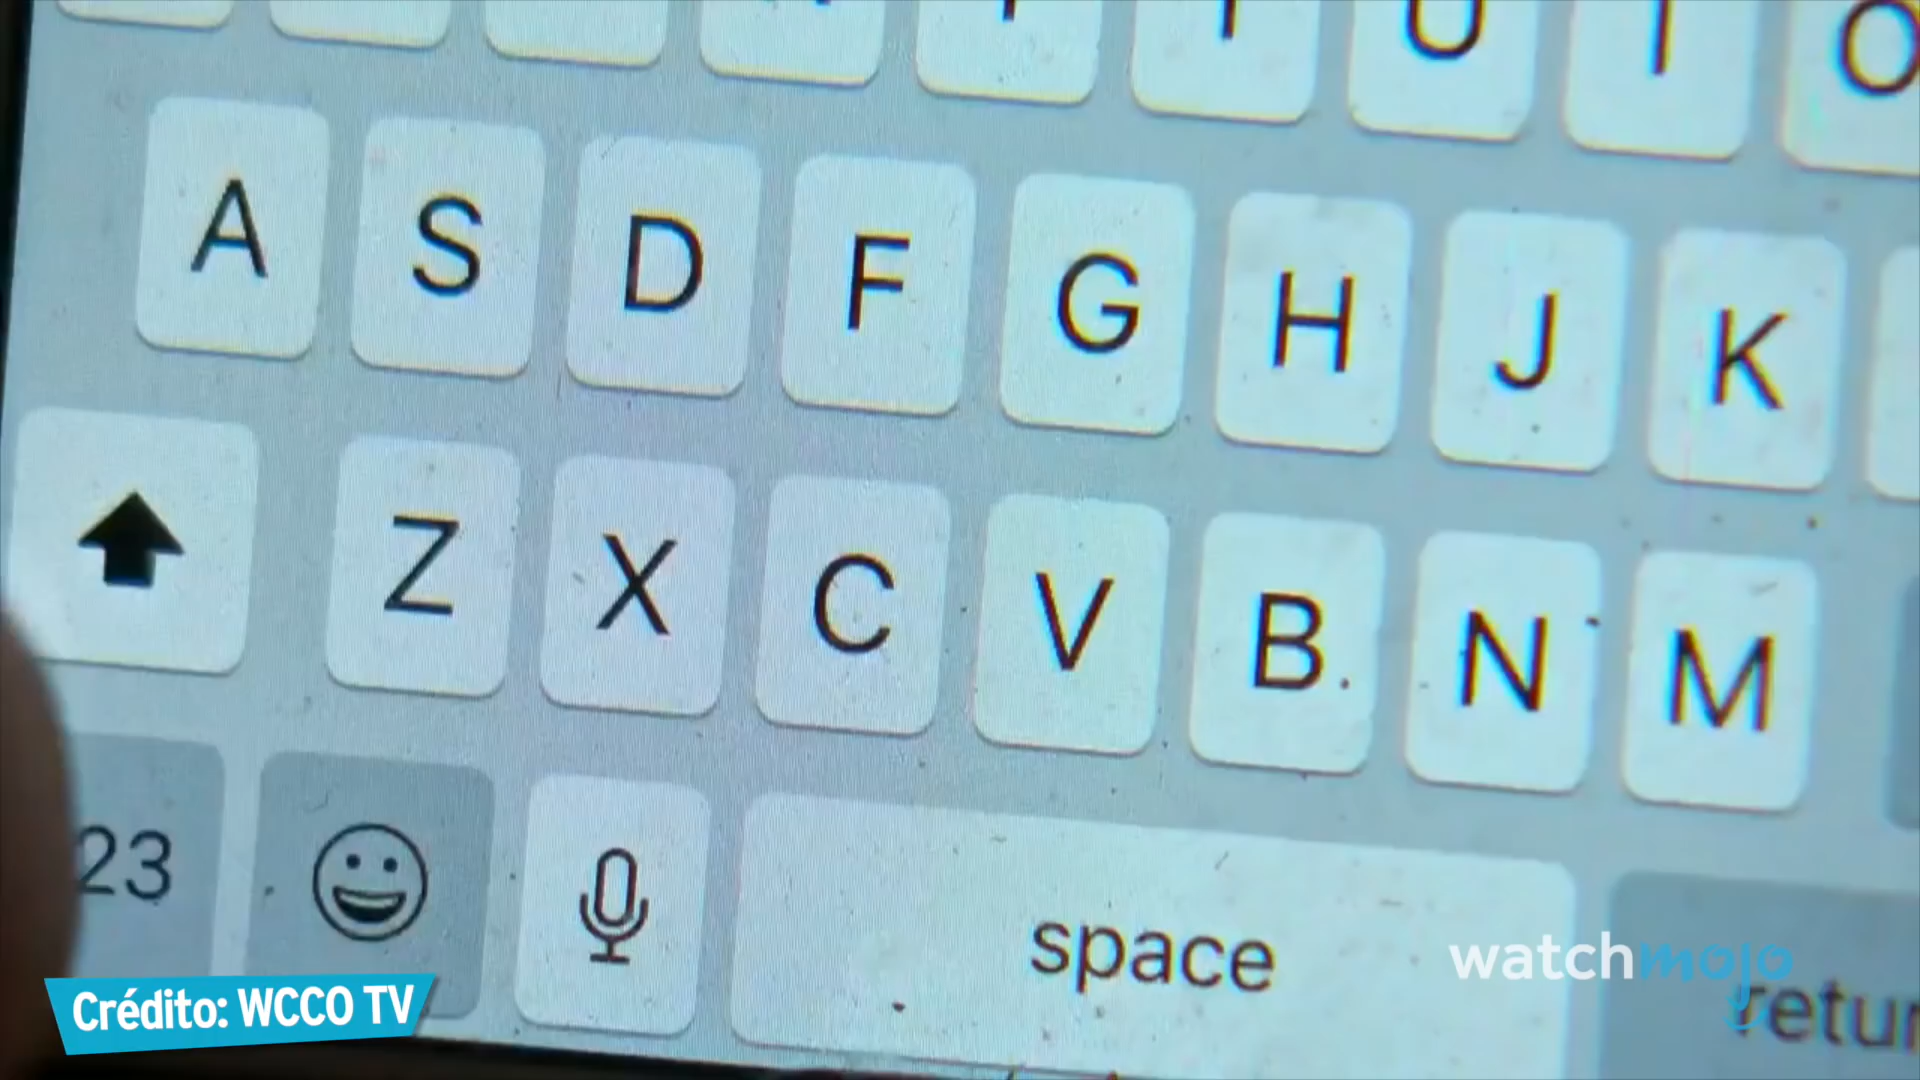 U I O
A S D F G H J K
Z X C V B N M
23 space
watchmojo
Crédito: WCCO TV